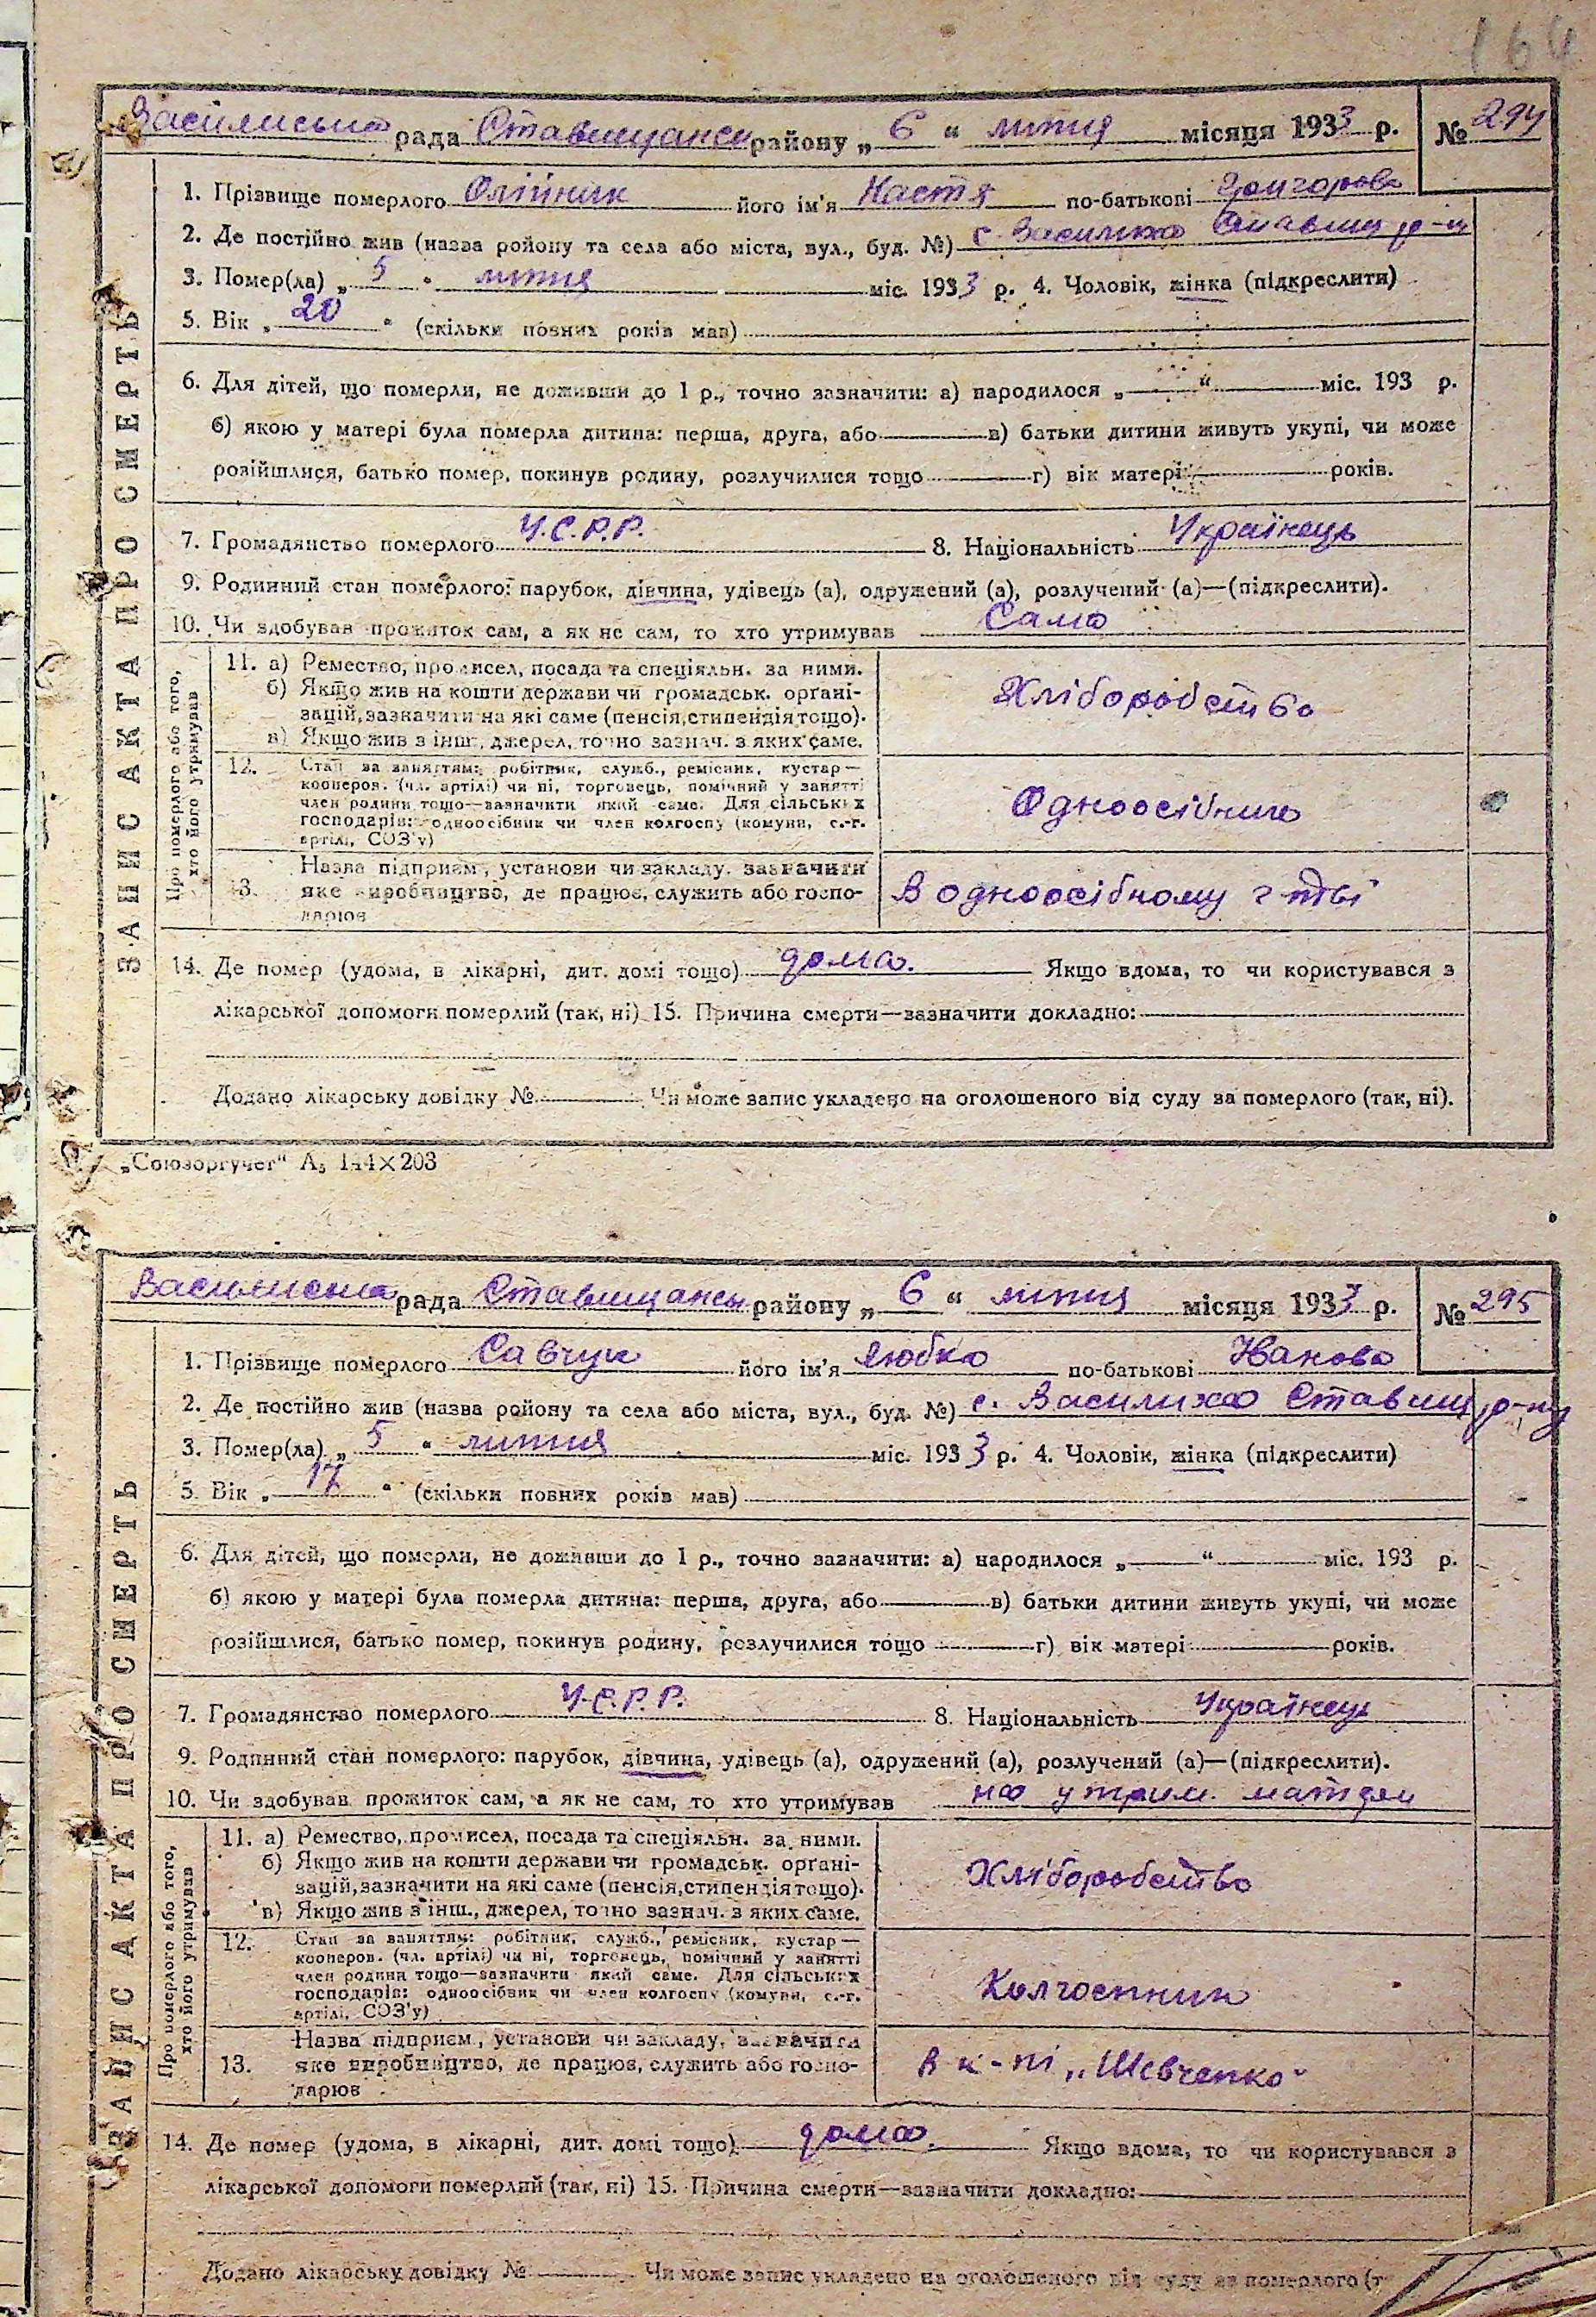 164
Василиська рада Ставищанск району „ 6 “ липня місяця 1933 р. № 294
1. Прізвище померлого Олійник його ім'я Настя по-батькові Григорова
2. Де постійно жив (назва ройону та села або міста, вул., буд. №) с. Василиха Ставищ р-н
3. Помер(ла) „ 5 “ липня міс. 1933 р. 4. Чоловік, жінка (підкреслити)
5. Вік „ 20 “ (скільки повних років мав)
6. Для дітей, що померли, не доживши до 1 р., точно зазначити: а) народилося „ “ міс. 193 р.
б) якою у матері була померла дитина: перша, друга, або в) батьки дитини живуть укупі, чи може
розійшлися, батько помер, покинув родину, розлучилися тощо г) вік матері років.
7. Громадянство померлого У.С.Р.Р. 8. Національність Українець
9. Родинний стан померлого: парубок, дівчина, удівець (а), одружений (а), розлучений (а)—(підкреслити).
10. Чи здобував прожиток сам, а як не сам, то хто утримував Сама
11. а) Ремество, промисел, посада та спеціяльн. за ними.
б) Якщо жив на кошти держави чи громадськ. орґані-
зацій, зазначити на які саме (пенсія, стипендія тощо).
в) Якщо жив з інш., джерел, точно зазнач. з яких саме.
Хліборобство
12. Стан за заняттям: робітник, служб., ремісник, кустар—
кооперов. (чл. артілі) чи ні, торговець, помічний у занятті
член родини тощо—зазначити який саме. Для сільських
господарів: одноосібник чи член колгоспу (комуни, с.-г.
артілі, СОЗ'у)
Одноосібниця
13. Назва підприєм., установи чи закладу, зазначити
яке виробництво, де працює, служить або госпо-
дарює
В одноосібному г-тві
14. Де помер (удома, в лікарні, дит. домі тощо) дома. Якщо вдома, то чи користувався з
лікарської допомоги померлий (так, ні) 15. Причина смерти—зазначити докладно:
Додано лікарську довідку № Чи може запис укладено на оголошеного від суду за померлого (так, ні).
ЗАПИС АКТА ПРО СМЕРТЬ
Про померлого або того,
хто його утримував
„Союзоргучет“ А₅ 144×203
Василиська рада Ставищанськ району „ 6 “ липня місяця 1933 р. № 295
1. Прізвище померлого Савчук його ім'я Любка по-батькові Іванова
2. Де постійно жив (назва ройону та села або міста, вул., буд. №) с. Василиха Ставищ р-ну
3. Помер(ла) „ 5 “ липня міс. 1933 р. 4. Чоловік, жінка (підкреслити)
5. Вік „ 17 “ (скільки повних років мав)
6. Для дітей, що померли, не доживши до 1 р., точно зазначити: а) народилося „ “ міс. 193 р.
б) якою у матері була померла дитина: перша, друга, або в) батьки дитини живуть укупі, чи може
розійшлися, батько помер, покинув родину, розлучилися тощо г) вік матері років.
7. Громадянство померлого У.С.Р.Р. 8. Національність Українець
9. Родинний стан померлого: парубок, дівчина, удівець (а), одружений (а), розлучений (а)—(підкреслити).
10. Чи здобував прожиток сам, а як не сам, то хто утримував на утрим. матери
11. а) Ремество, промисел, посада та спеціяльн. за ними.
б) Якщо жив на кошти держави чи громадськ. орґані-
зацій, зазначити на які саме (пенсія, стипендія тощо).
в) Якщо жив з інш., джерел, точно зазнач. з яких саме.
Хліборобство
12. Стан за заняттям: робітник, служб., ремісник, кустар—
кооперов. (чл. артілі) чи ні, торговець, помічний у занятті
член родини тощо—зазначити який саме. Для сільських
господарів: одноосібник чи член колгоспу (комуни, с.-г.
артілі, СОЗ'у)
Колгоспник
13. Назва підприєм., установи чи закладу, зазначити
яке виробництво, де працює, служить або госпо-
дарює
В к-пі „Шевченко“
14. Де помер (удома, в лікарні, дит. домі тощо) дома. Якщо вдома, то чи користувався з
лікарської допомоги померлий (так, ні) 15. Причина смерти—зазначити докладно:
Додано лікарську довідку № Чи може запис укладено на оголошеного від суду за померлого (т
ЗАПИС АКТА ПРО СМЕРТЬ
Про померлого або того,
хто його утримував